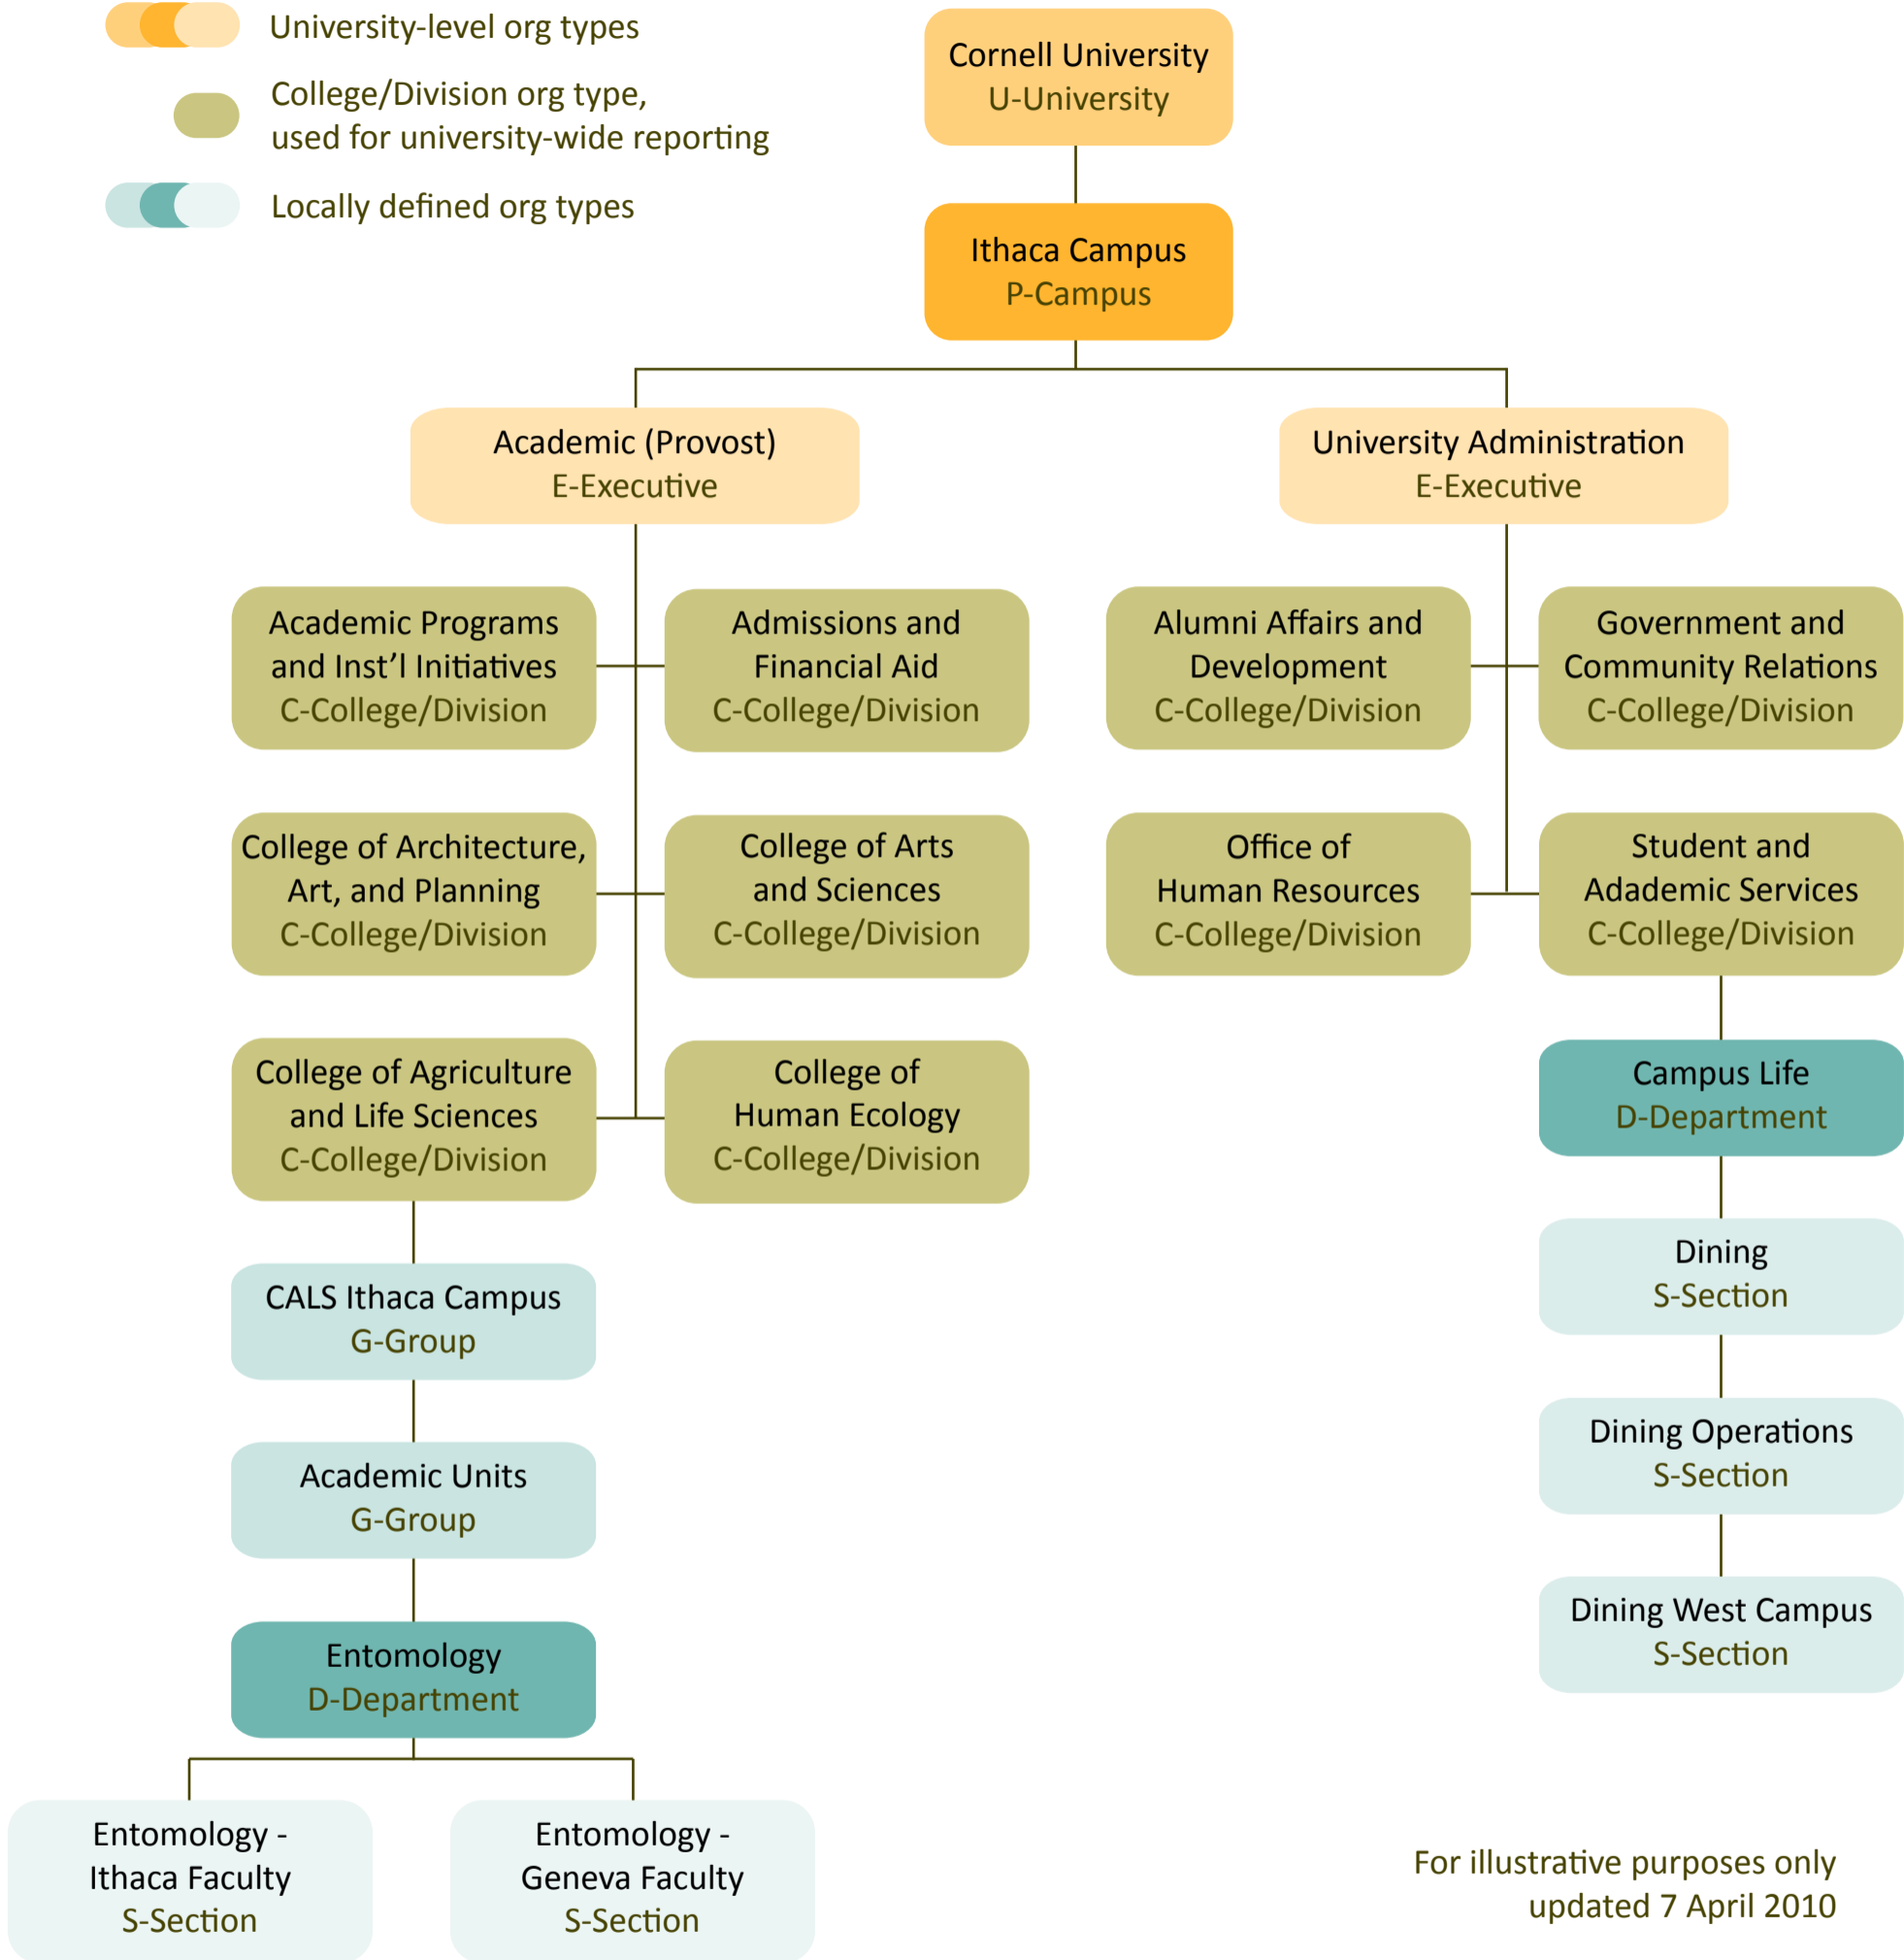 University-level org types
College/Division org type,
used for university-wide reporting
Locally defined org types
Cornell University
U-University
Ithaca Campus
P-Campus
Academic (Provost)
E-Executive
University Administration
E-Executive
Academic Programs
and Inst’l Initiatives
C-College/Division
Admissions and
Financial Aid
C-College/Division
Alumni Affairs and
Development
C-College/Division
Government and
Community Relations
C-College/Division
College of Architecture,
Art, and Planning
C-College/Division
College of Arts
and Sciences
C-College/Division
Office of
Human Resources
C-College/Division
Student and
Adademic Services
C-College/Division
College of Agriculture
and Life Sciences
C-College/Division
College of
Human Ecology
C-College/Division
Campus Life
D-Department
CALS Ithaca Campus
G-Group
Dining
S-Section
Academic Units
G-Group
Dining Operations
S-Section
Entomology
D-Department
Dining West Campus
S-Section
Entomology -
Ithaca Faculty
S-Section
Entomology -
Geneva Faculty
S-Section
For illustrative purposes only
updated 7 April 2010